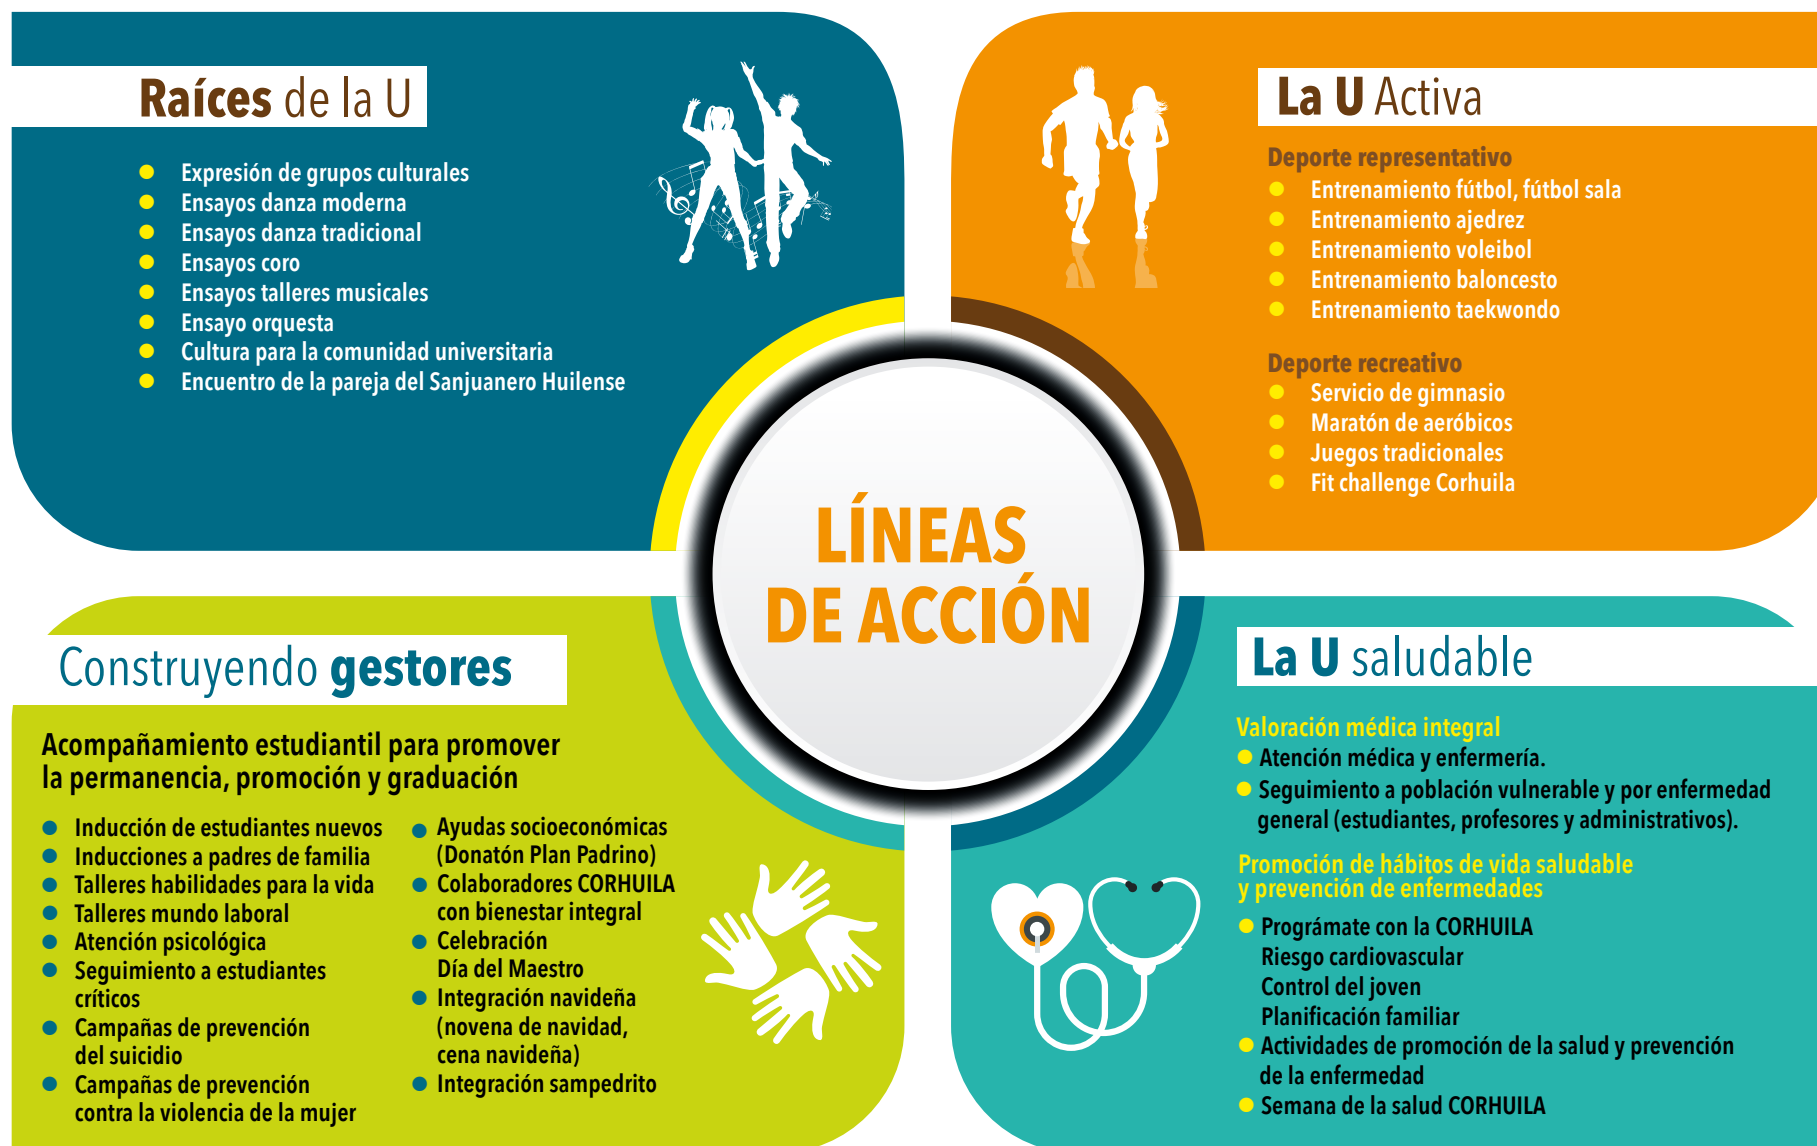 Raíces de la U
Expresión de grupos culturales
Ensayos danza moderna
Ensayos danza tradicional
Ensayos coro
Ensayos talleres musicales
Ensayo orquesta
Cultura para la comunidad universitaria
Encuentro de la pareja del Sanjuanero Huilense
La U Activa
Deporte representativo
Entrenamiento fútbol, fútbol sala
Entrenamiento ajedrez
Entrenamiento voleibol
Entrenamiento baloncesto
Entrenamiento taekwondo
Deporte recreativo
Servicio de gimnasio
Maratón de aeróbicos
Juegos tradicionales
Fit challenge Corhuila
LÍNEAS
DE ACCIÓN
Construyendo gestores
Acompañamiento estudiantil para promover
la permanencia, promoción y graduación
Inducción de estudiantes nuevos
Inducciones a padres de familia
Talleres habilidades para la vida
Talleres mundo laboral
Atención psicológica
Seguimiento a estudiantes
críticos
Campañas de prevención
del suicidio
Campañas de prevención
contra la violencia de la mujer
Ayudas socioeconómicas
(Donatón Plan Padrino)
Colaboradores CORHUILA
con bienestar integral
Celebración
Día del Maestro
Integración navideña
(novena de navidad,
cena navideña)
Integración sampedrito
La U saludable
Valoración médica integral
Atención médica y enfermería.
Seguimiento a población vulnerable y por enfermedad
general (estudiantes, profesores y administrativos).
Promoción de hábitos de vida saludable
y prevención de enfermedades
Prográmate con la CORHUILA
Riesgo cardiovascular
Control del joven
Planificación familiar
Actividades de promoción de la salud y prevención
de la enfermedad
Semana de la salud CORHUILA